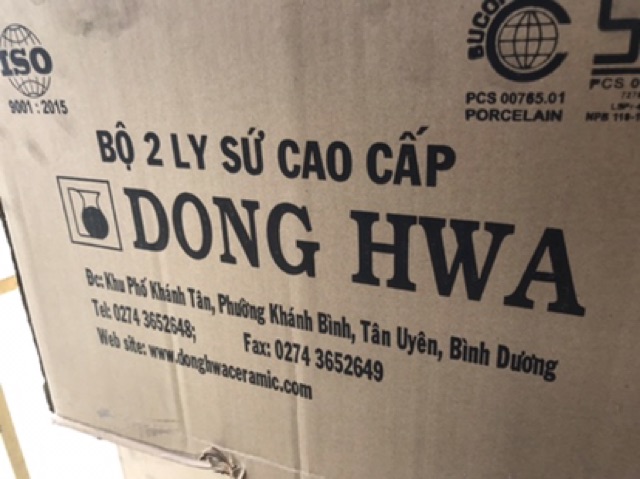 ISO
9001 : 2015
PCS 00765.01
PORCELAIN
BỘ 2 LY SỨ CAO CẤP
DONG HWA
Đc: Khu Phố Khánh Tân, Phường Khánh Bình, Tân Uyên, Bình Dương
Tel: 0274 3652648; Fax: 0274 3652649
Web site: www.donghwaceramic.com